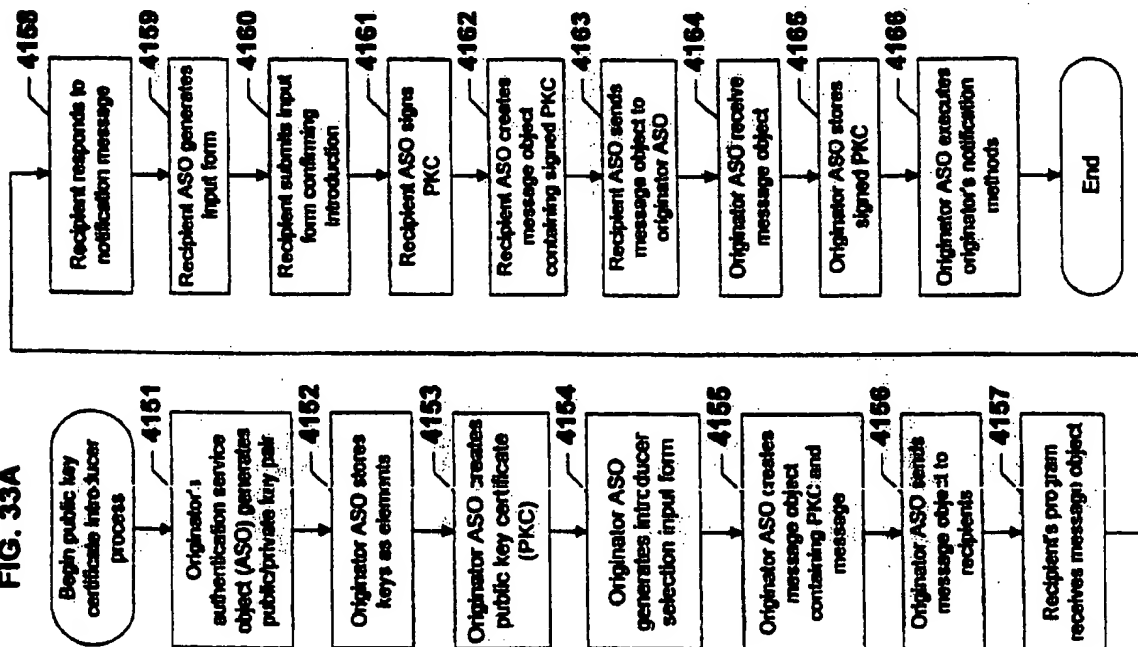 FIG. 33A
Begin public key
certificate introducer
process
4151
Originator's
authentication service
object (ASO) generates
public/private key pair
4152
Originator ASO stores
keys as elements
4153
Originator ASO creates
public key certificate
(PKC)
4154
Originator ASO
generates introducer
selection input form
4155
Originator ASO creates
message object
containing PKC and
message
4156
Originator ASO sends
message object to
recipients
4157
Recipient's program
receives message object
4158
Recipient responds to
notification message
4159
Recipient ASO generates
input form
4160
Recipient submits input
form confirming
introduction
4161
Recipient ASO signs
PKC
4162
Recipient ASO creates
message object
containing signed PKC
4163
Recipient ASO sends
message object to
originator ASO
4164
Originator ASO receive
message object
4165
Originator ASO stores
signed PKC
4166
Originator ASO executes
originator's notification
methods
End